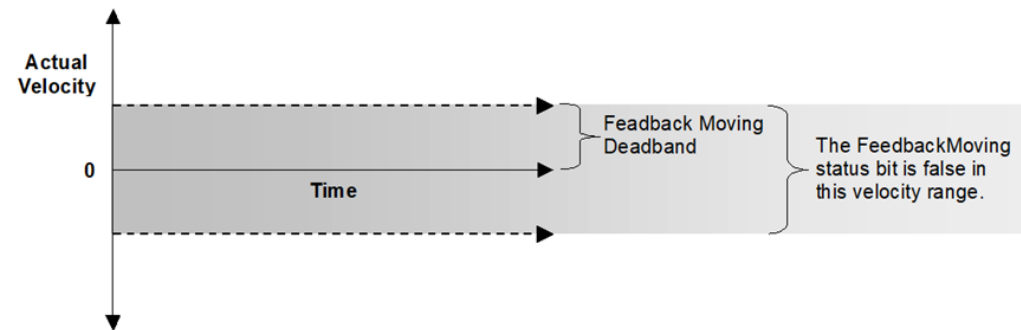 Actual
Velocity
0
Time
Feadback Moving
Deadband
The FeedbackMoving
status bit is false in
this velocity range.